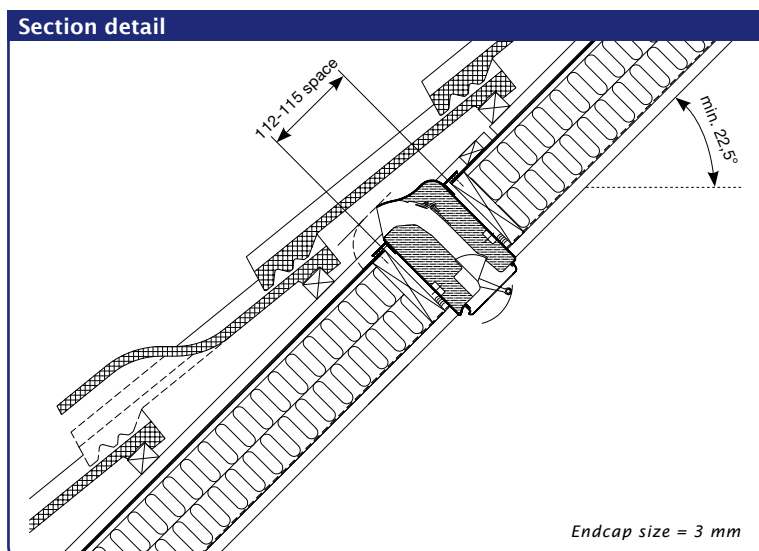 Section detail
112-115 space
min. 22,5°
Endcap size = 3 mm